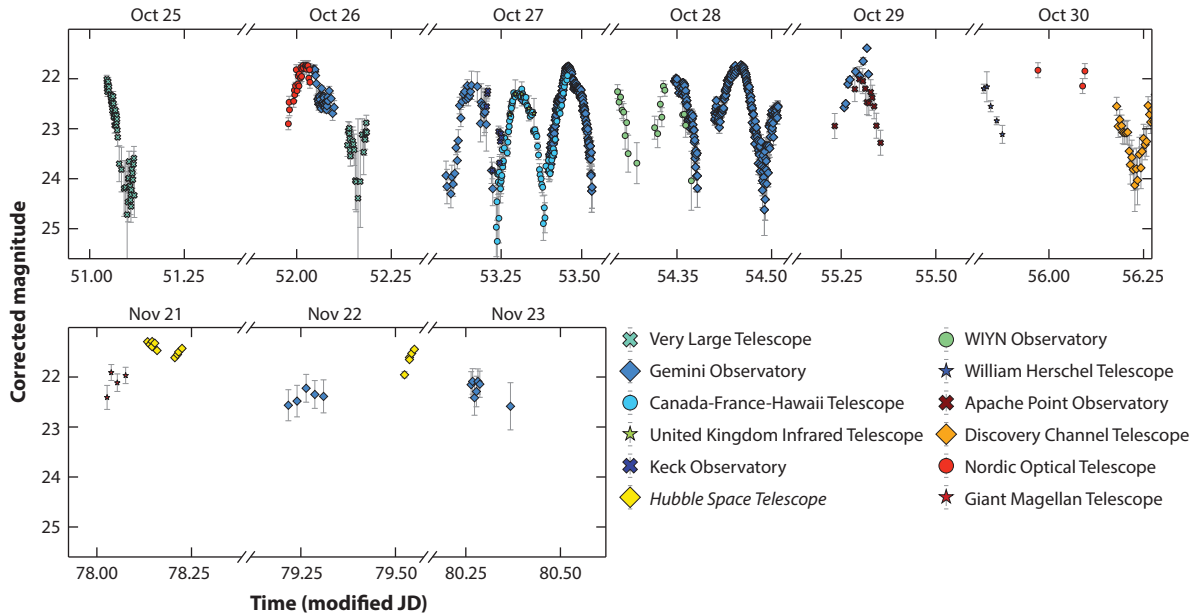 Oct 25 Oct 26 Oct 27 Oct 28 Oct 29 Oct 30
22
23
24
25
51.00 51.25 52.00 52.25 53.25 53.50 54.35 54.50 55.25 55.50 56.00 56.25
Corrected magnitude
Nov 21 Nov 22 Nov 23
22
23
24
25
78.00 78.25 79.25 79.50 80.25 80.50
Time (modified JD)
Very Large Telescope
Gemini Observatory
Canada-France-Hawaii Telescope
United Kingdom Infrared Telescope
Keck Observatory
Hubble Space Telescope
WIYN Observatory
William Herschel Telescope
Apache Point Observatory
Discovery Channel Telescope
Nordic Optical Telescope
Giant Magellan Telescope